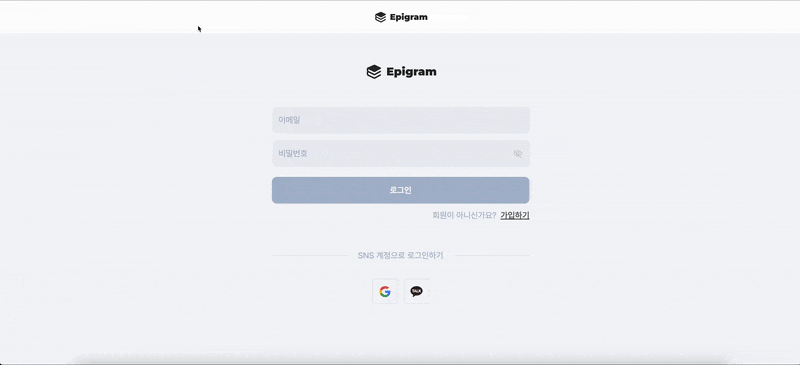 Epigram
Epigram
이메일
비밀번호
로그인
회원이 아니신가요? 가입하기
SNS 계정으로 로그인하기
TALK